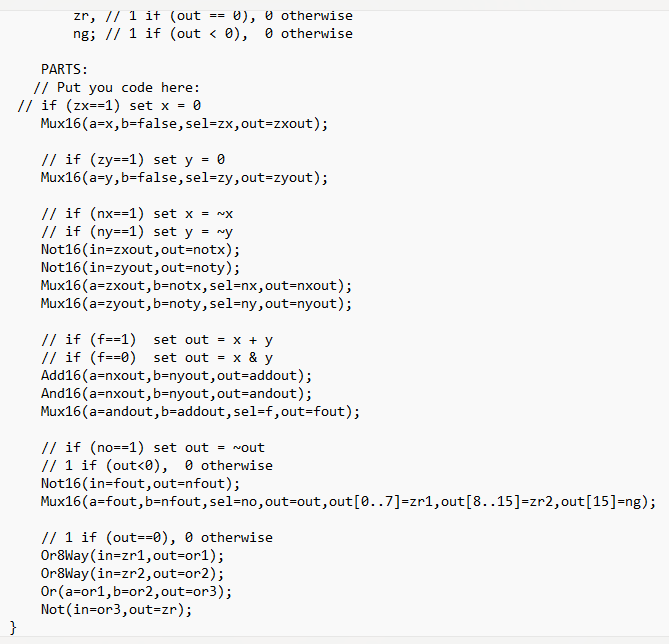 zr, // 1 if (out == 0), 0 otherwise
ng; // 1 if (out < 0),  0 otherwise
PARTS:
// Put you code here:
// if (zx==1) set x = 0
Mux16(a=x,b=false,sel=zx,out=zxout);
// if (zy==1) set y = 0
Mux16(a=y,b=false,sel=zy,out=zyout);
// if (nx==1) set x = ~x
// if (ny==1) set y = ~y
Not16(in=zxout,out=notx);
Not16(in=zyout,out=noty);
Mux16(a=zxout,b=notx,sel=nx,out=nxout);
Mux16(a=zyout,b=noty,sel=ny,out=nyout);
// if (f==1)  set out = x + y
// if (f==0)  set out = x & y
Add16(a=nxout,b=nyout,out=addout);
And16(a=nxout,b=nyout,out=andout);
Mux16(a=andout,b=addout,sel=f,out=fout);
// if (no==1) set out = ~out
// 1 if (out<0),  0 otherwise
Not16(in=fout,out=nfout);
Mux16(a=fout,b=nfout,sel=no,out=out,out[0..7]=zr1,out[8..15]=zr2,out[15]=ng);
// 1 if (out==0), 0 otherwise
Or8Way(in=zr1,out=or1);
Or8Way(in=zr2,out=or2);
Or(a=or1,b=or2,out=or3);
Not(in=or3,out=zr);
}